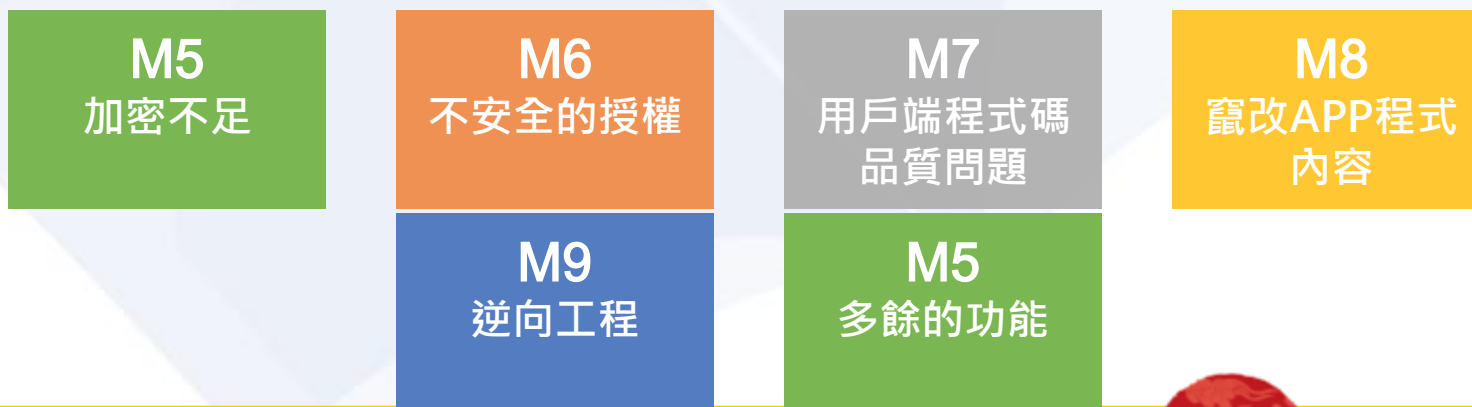 M5
加密不足
M6
不安全的授權
M7
用戶端程式碼
品質問題
M8
竄改APP程式
內容
M9
逆向工程
M5
多餘的功能